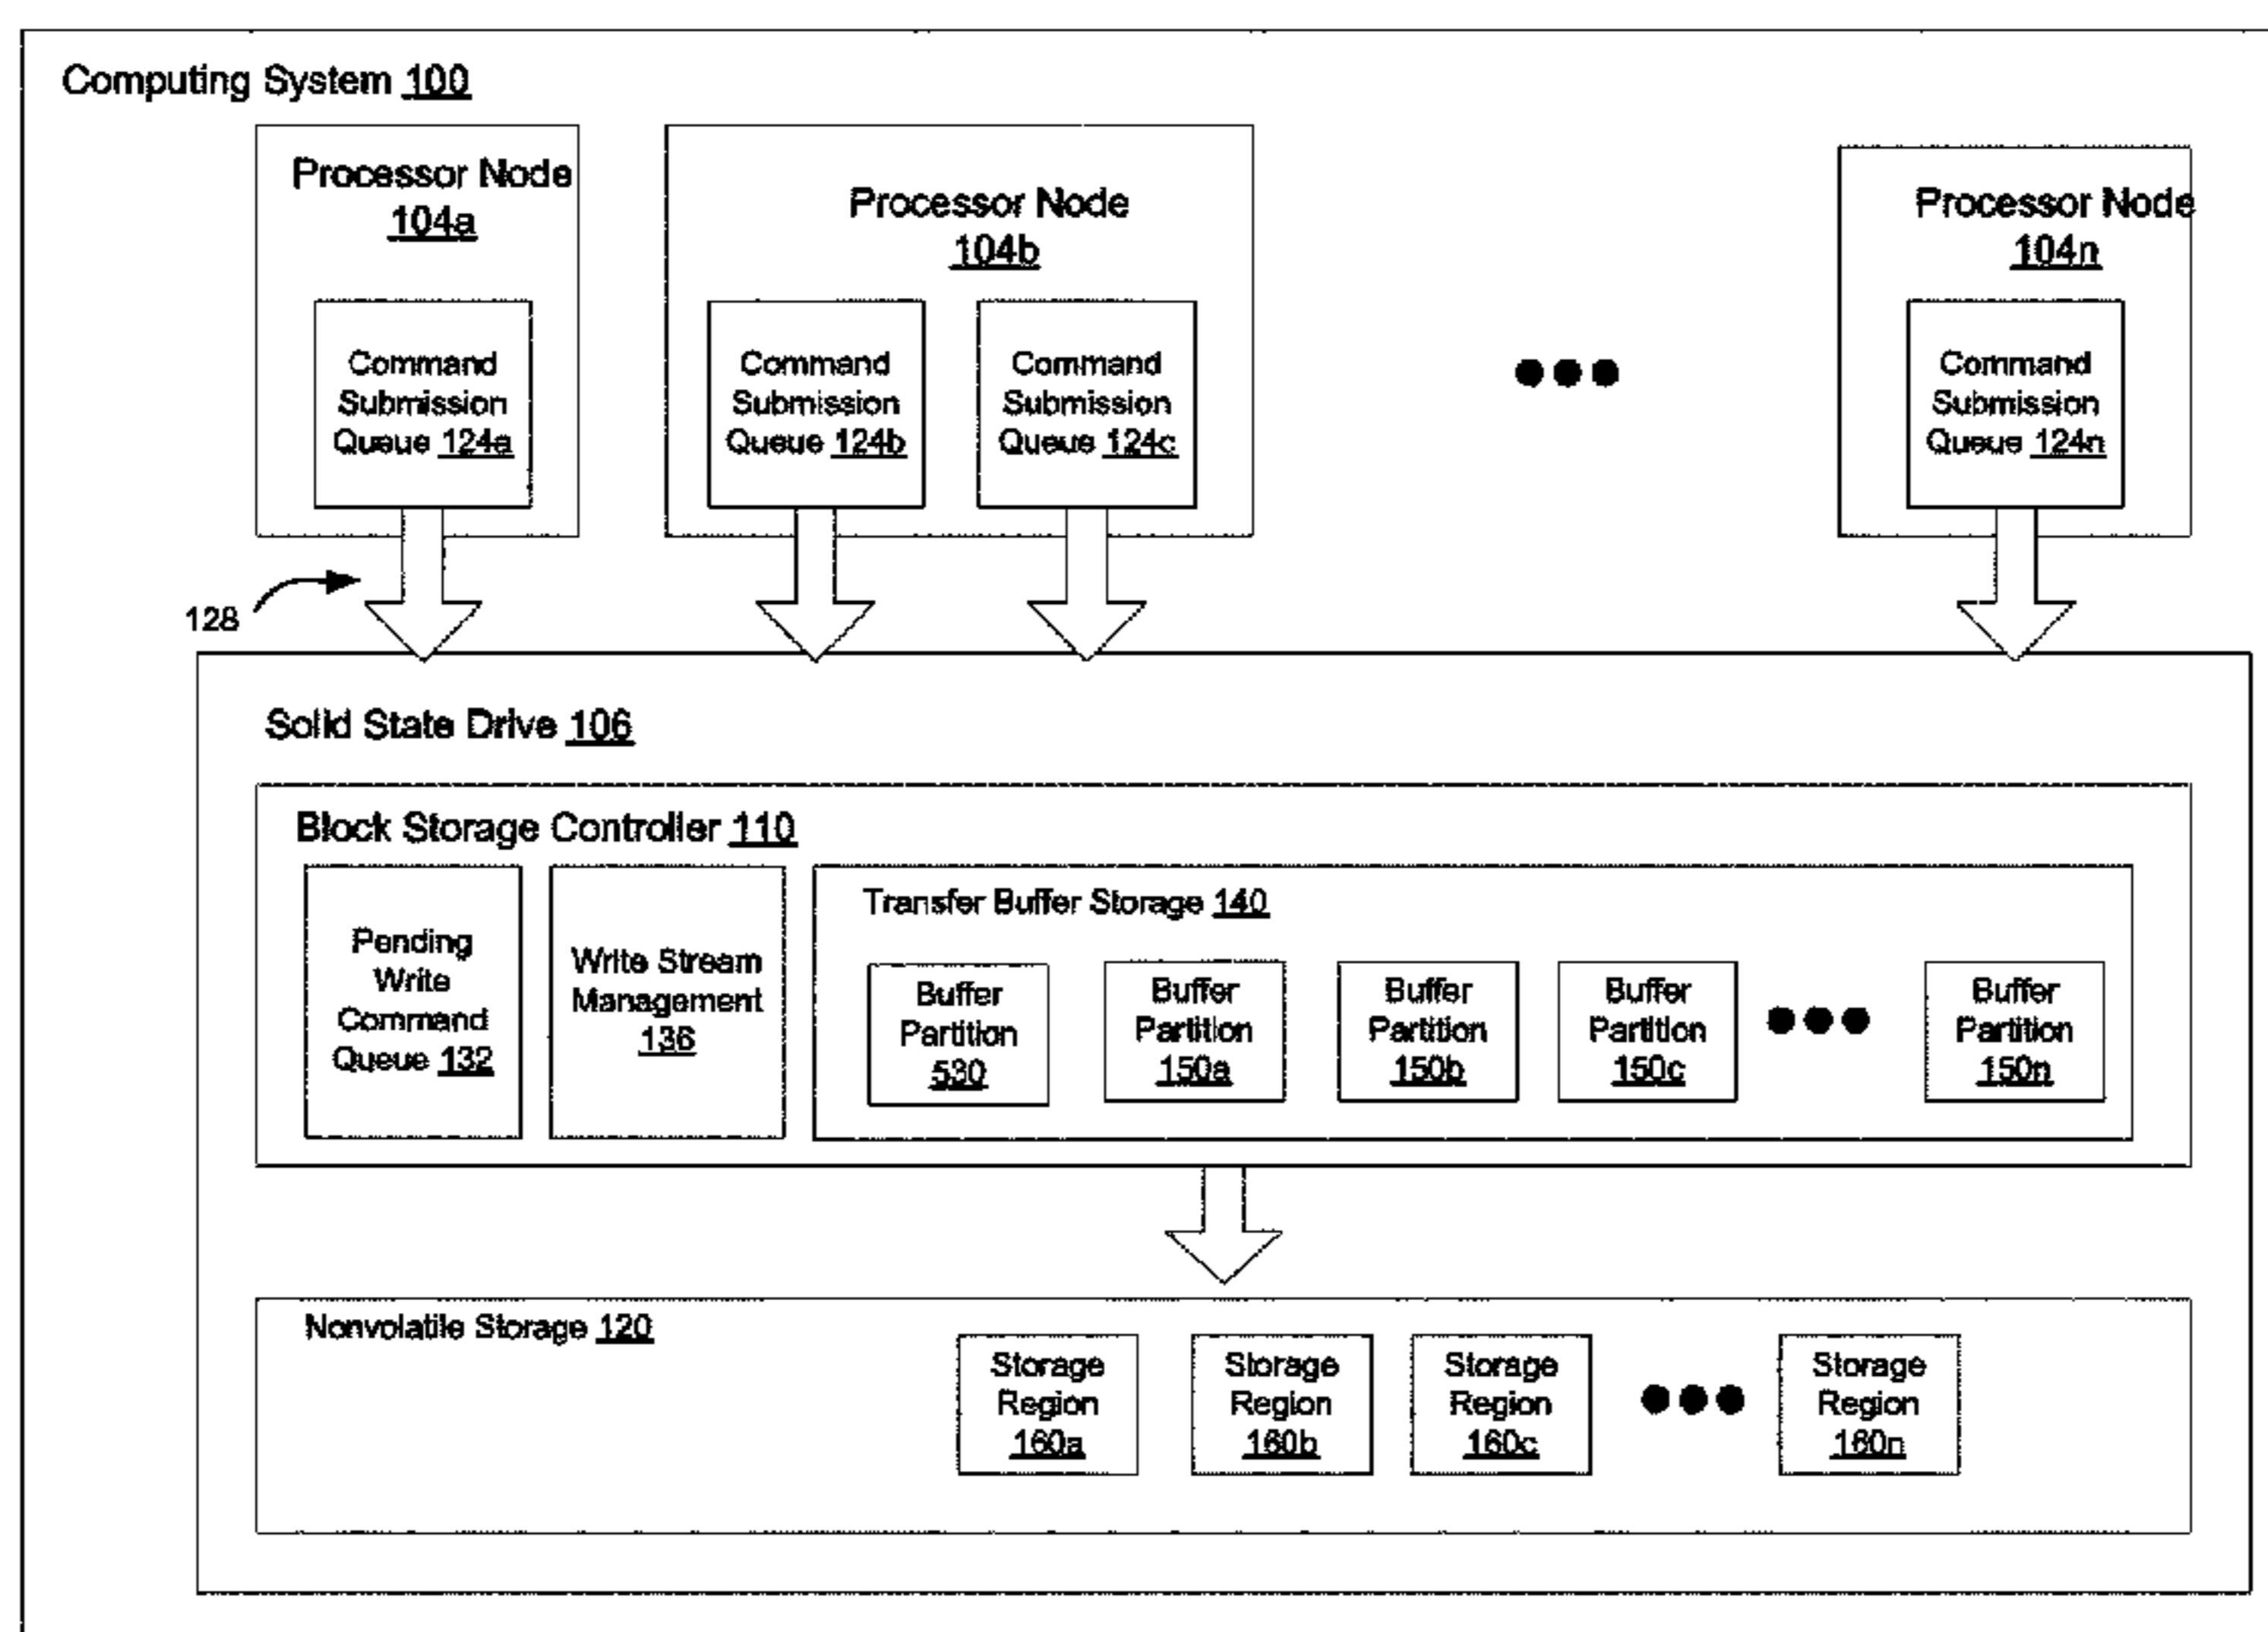 Computing System 100
Processor Node
104a
Processor Node
104b
Processor Node
104n
Command
Submission
Queue 124a
Command
Submission
Queue 124b
Command
Submission
Queue 124c
Command
Submission
Queue 124n
128
Solid State Drive 106
Block Storage Controller 110
Pending
Write
Command
Queue 132
Write Stream
Management
136
Transfer Buffer Storage 140
Buffer
Partition
530
Buffer
Partition
150a
Buffer
Partition
150b
Buffer
Partition
150c
Buffer
Partition
150n
Nonvolatile Storage 120
Storage
Region
160a
Storage
Region
160b
Storage
Region
160c
Storage
Region
160n